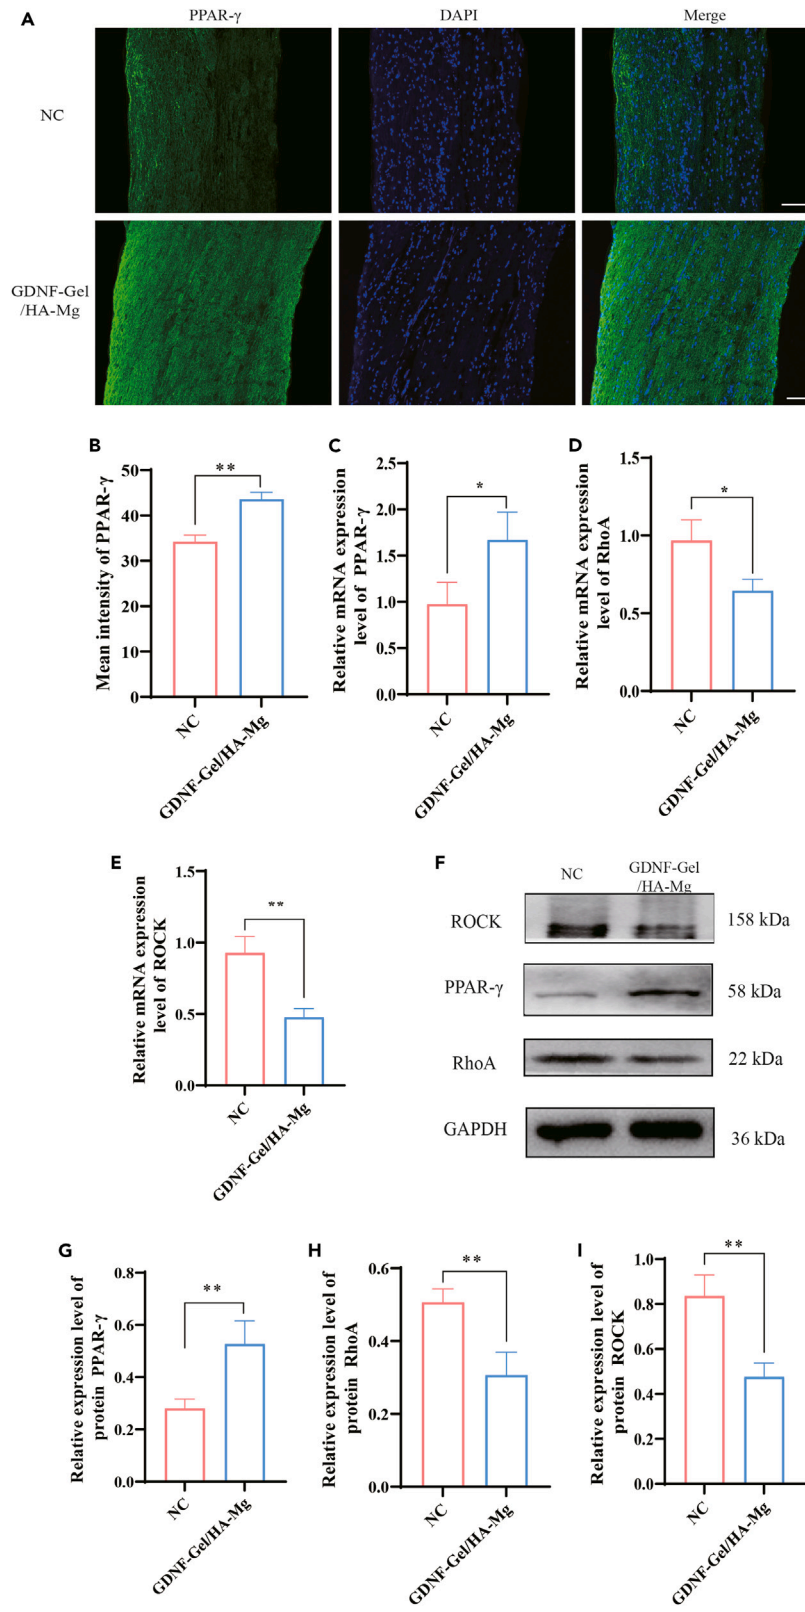 A
PPAR-γ
DAPI
Merge
NC
GDNF-Gel
/HA-Mg
B
Mean intensity of PPAR-γ
50
40
30
20
10
0
**
NC
GDNF-Gel/HA-Mg
C
Relative mRNA expression
level of PPAR-γ
2.5
2.0
1.5
1.0
0.5
0.0
*
NC
GDNF-Gel/HA-Mg
D
Relative mRNA expression
level of RhoA
1.5
1.0
0.5
0.0
*
NC
GDNF-Gel/HA-Mg
E
Relative mRNA expression
level of ROCK
1.5
1.0
0.5
0.0
**
NC
GDNF-Gel/HA-Mg
F
NC
GDNF-Gel
/HA-Mg
ROCK
158 kDa
PPAR-γ
58 kDa
RhoA
22 kDa
GAPDH
36 kDa
G
Relative expression level of
protein PPAR-γ
0.8
0.6
0.4
0.2
0.0
**
NC
GDNF-Gel/HA-Mg
H
Relative expression level of
protein RhoA
0.6
0.4
0.2
0.0
**
NC
GDNF-Gel/HA-Mg
I
Relative expression level of
protein ROCK
1.0
0.8
0.6
0.4
0.2
0.0
**
NC
GDNF-Gel/HA-Mg